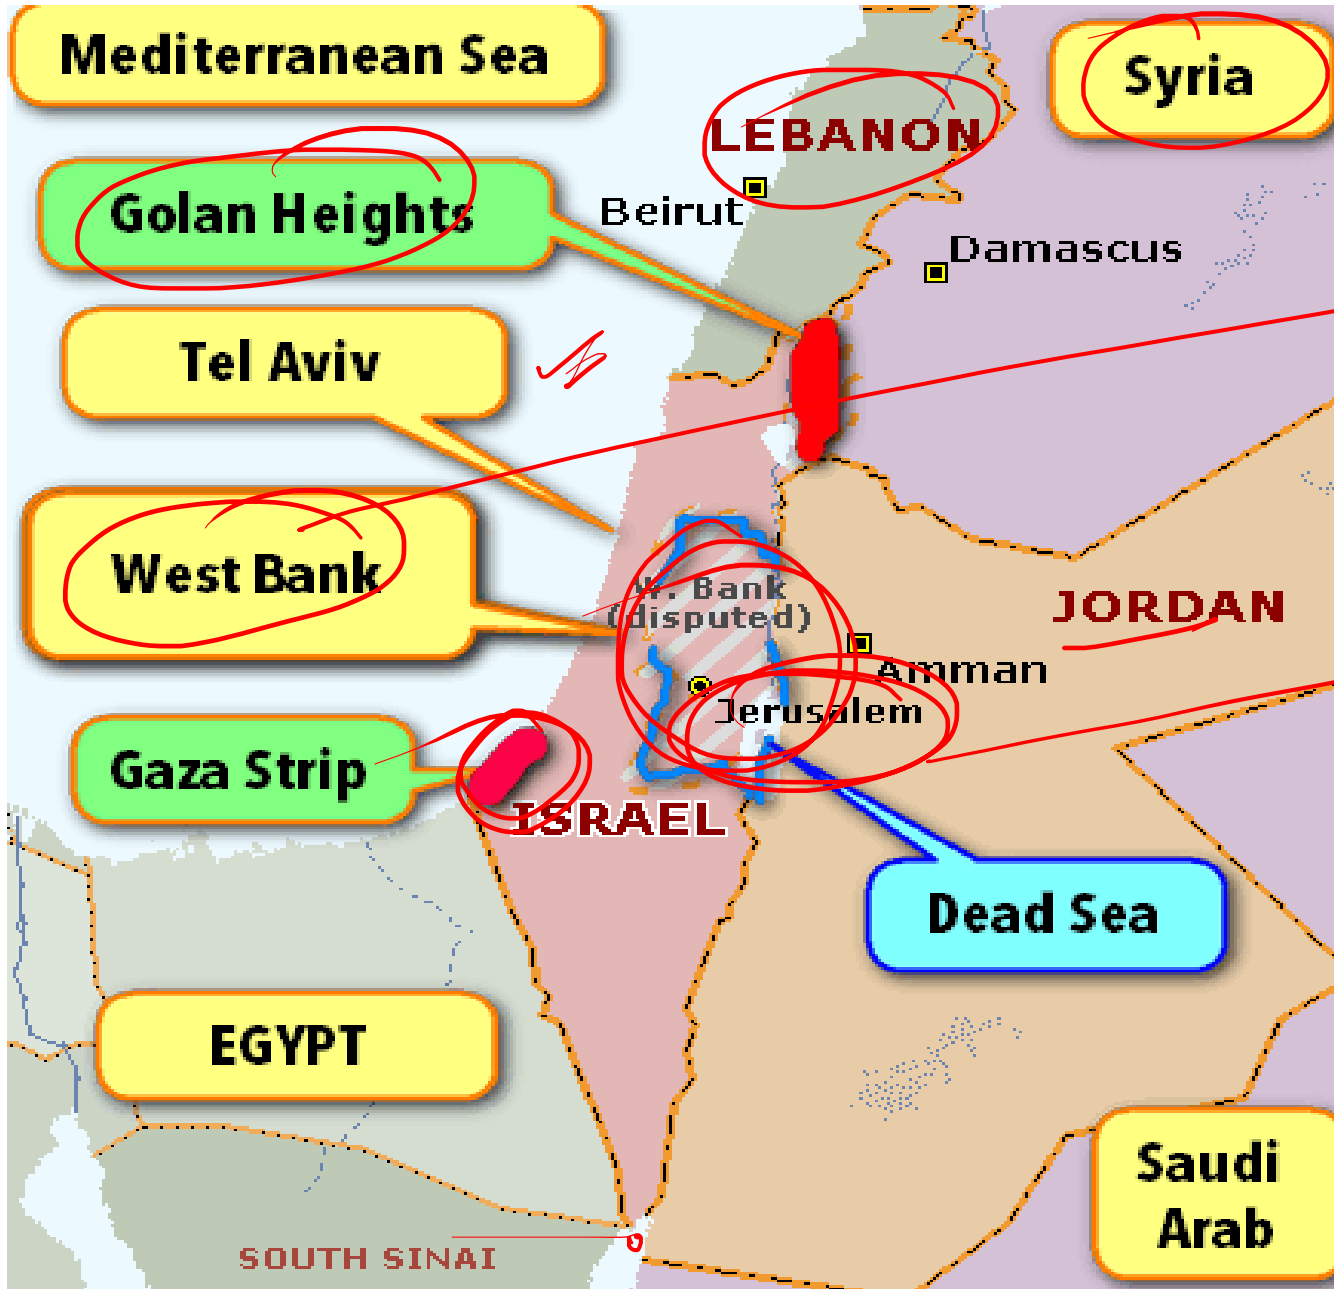 Mediterranean Sea
Syria
LEBANON
Golan Heights
Beirut
Damascus
Tel Aviv
West Bank
W. Bank
(disputed)
JORDAN
Amman
Jerusalem
Gaza Strip
ISRAEL
Dead Sea
EGYPT
Saudi
Arab
SOUTH SINAI